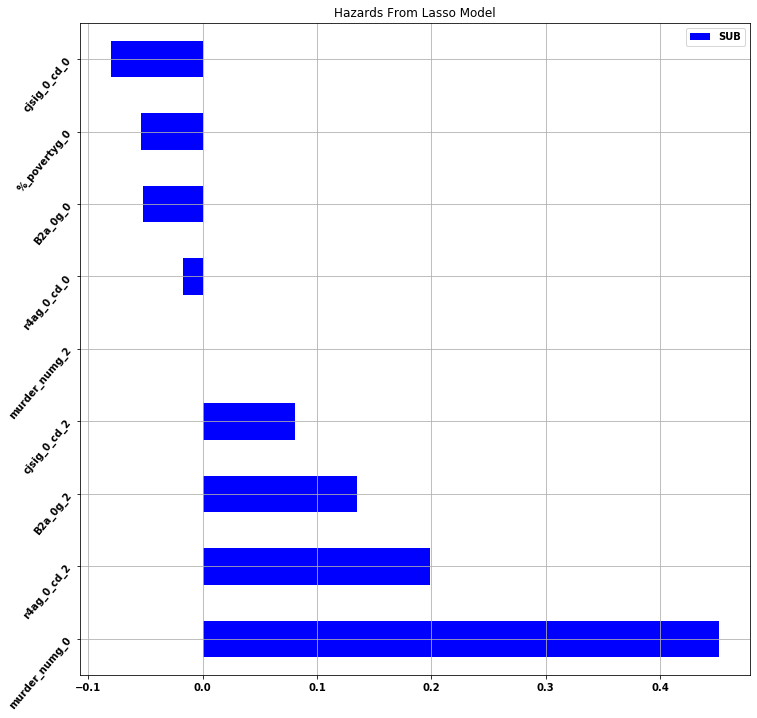 Hazards From Lasso Model
SUB
cjsig_0_cd_0
%_povertyg_0
B2a_0g_0
r4ag_0_cd_0
murder_numg_2
cjsig_0_cd_2
B2a_0g_2
r4ag_0_cd_2
murder_numg_0
−0.1 0.0 0.1 0.2 0.3 0.4